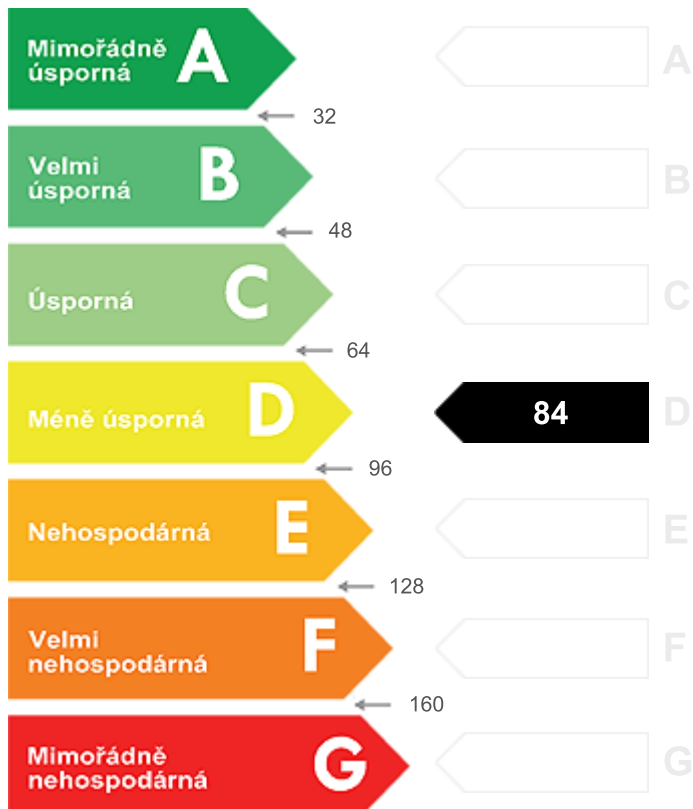 Mimořádně
úsporná
A
A
32
Velmi
úsporná
B
B
48
Úsporná
C
C
64
Méně úsporná
D
84
D
96
Nehospodárná
E
E
128
Velmi
nehospodárná
F
F
160
Mimořádně
nehospodárná
G
G